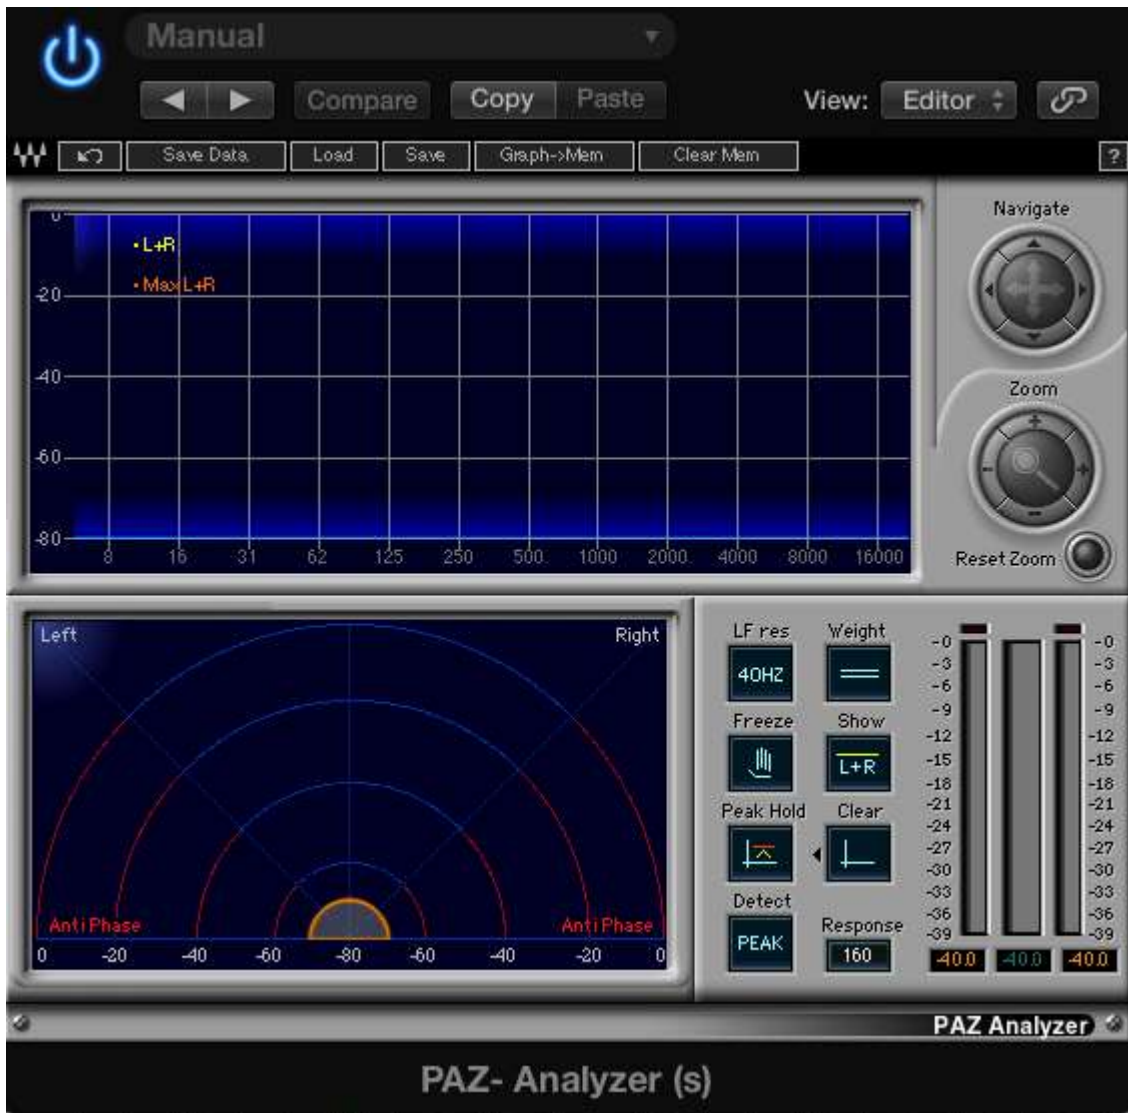 Manual
Compare Copy Paste View: Editor
Save Data Load Save Graph->Mem Clear Mem ?
Navigate
0
L+R
Max L+R
-20
-40
Zoom
-60
-80
8 16 31 62 125 250 500 1000 2000 4000 8000 16000
Reset Zoom
Left Right
AntiPhase AntiPhase
0 -20 -40 -60 -80 -60 -40 -20 0
LF res Weight
40HZ
Freeze Show
L+R
Peak Hold Clear
Detect
PEAK
Response
160
-0 -0
-3 -3
-6 -6
-9 -9
-12 -12
-15 -15
-18 -18
-21 -21
-24 -24
-27 -27
-30 -30
-33 -33
-36 -36
-39 -39
-40.0 -40.0 -40.0
PAZ Analyzer
PAZ- Analyzer (s)